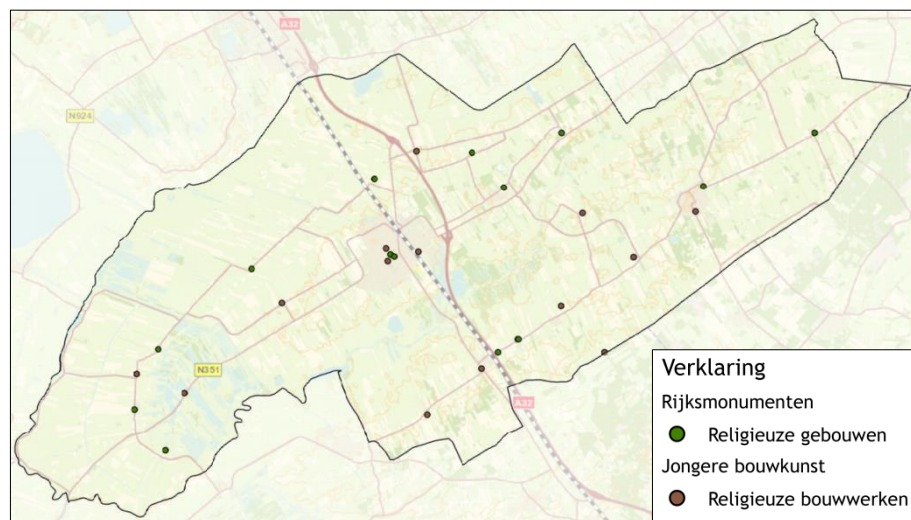 A32
N924
N351
A32
Verklaring
Rijksmonumenten
Religieuze gebouwen
Jongere bouwkunst
Religieuze bouwwerken